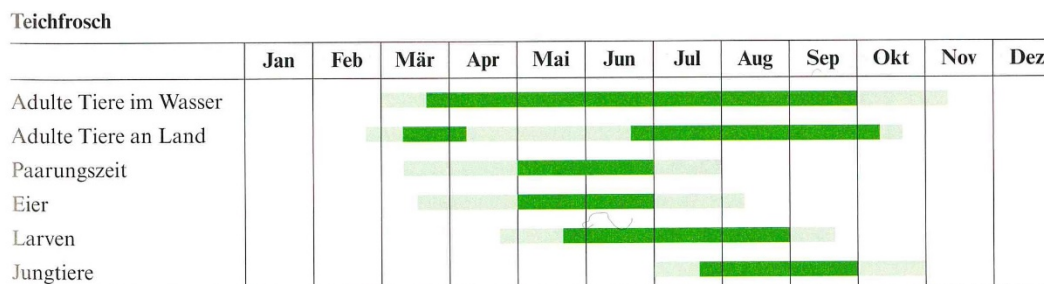 Teichfrosch
Jan Feb Mär Apr Mai Jun Jul Aug Sep Okt Nov Dez
Adulte Tiere im Wasser
Adulte Tiere an Land
Paarungszeit
Eier
Larven
Jungtiere